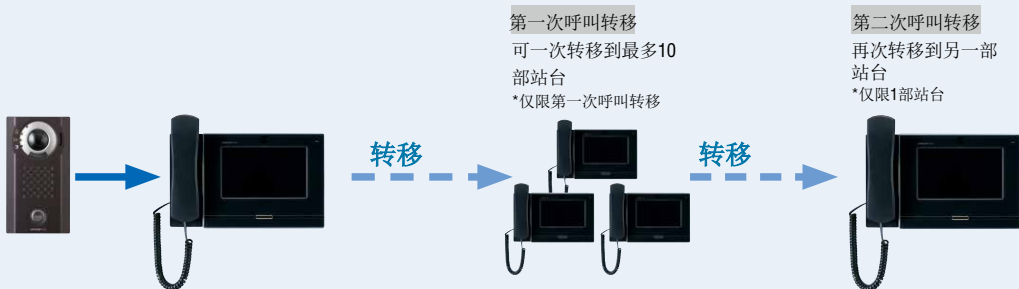 第一次呼叫转移
可一次转移到最多10
部站台
*仅限第一次呼叫转移
第二次呼叫转移
再次转移到另一部
站台
*仅限1部站台
转移
转移